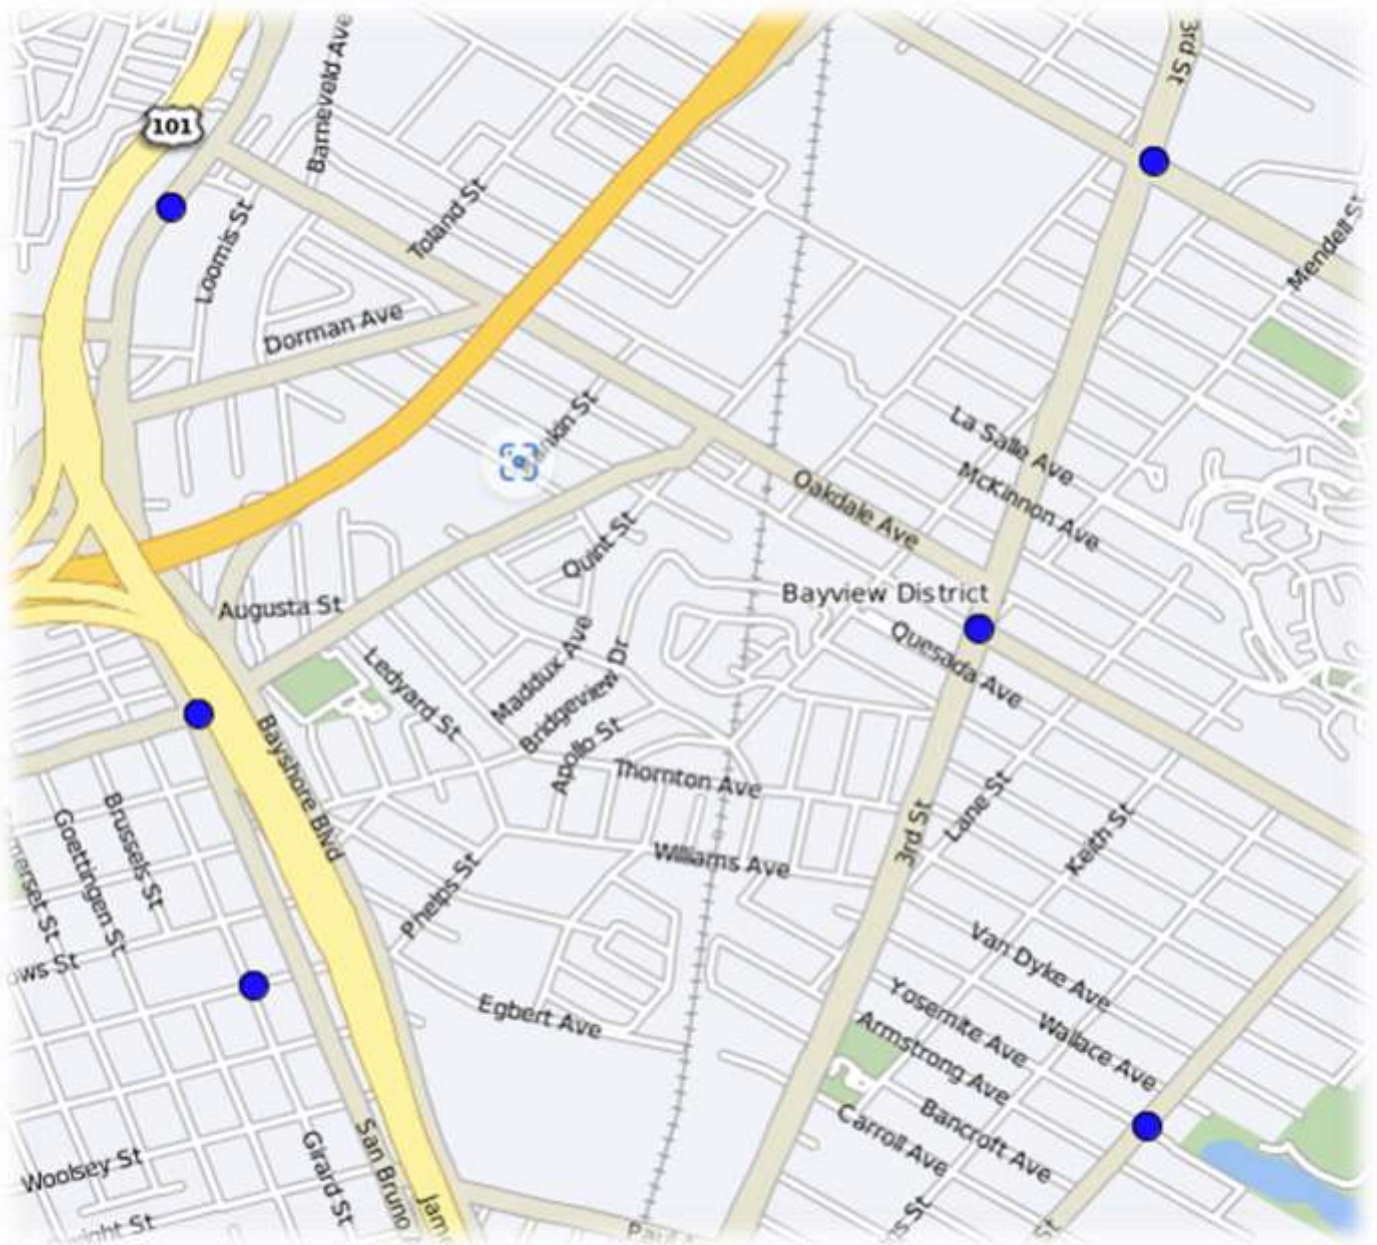 3rd St
Barneveld Ave
101
Toland St
Loomis St
Mendell St
Dorman Ave
La Salle Ave
McKinnon Ave
Oakdale Ave
Quint St
Bayview District
Augusta St
Quesada Ave
Maddux Ave
Ledyard St
Bridgeview Dr
Apollo St
Bayshore Blvd
Thornton Ave
Lane St
3rd St
Keith St
Brussels St
Goettingen St
Williams Ave
Phelps St
Van Dyke Ave
Yosemite Ave
Egbert Ave
Wallace Ave
Armstrong Ave
Bancroft Ave
Carroll Ave
Woolsey St
Girard St
San Bruno